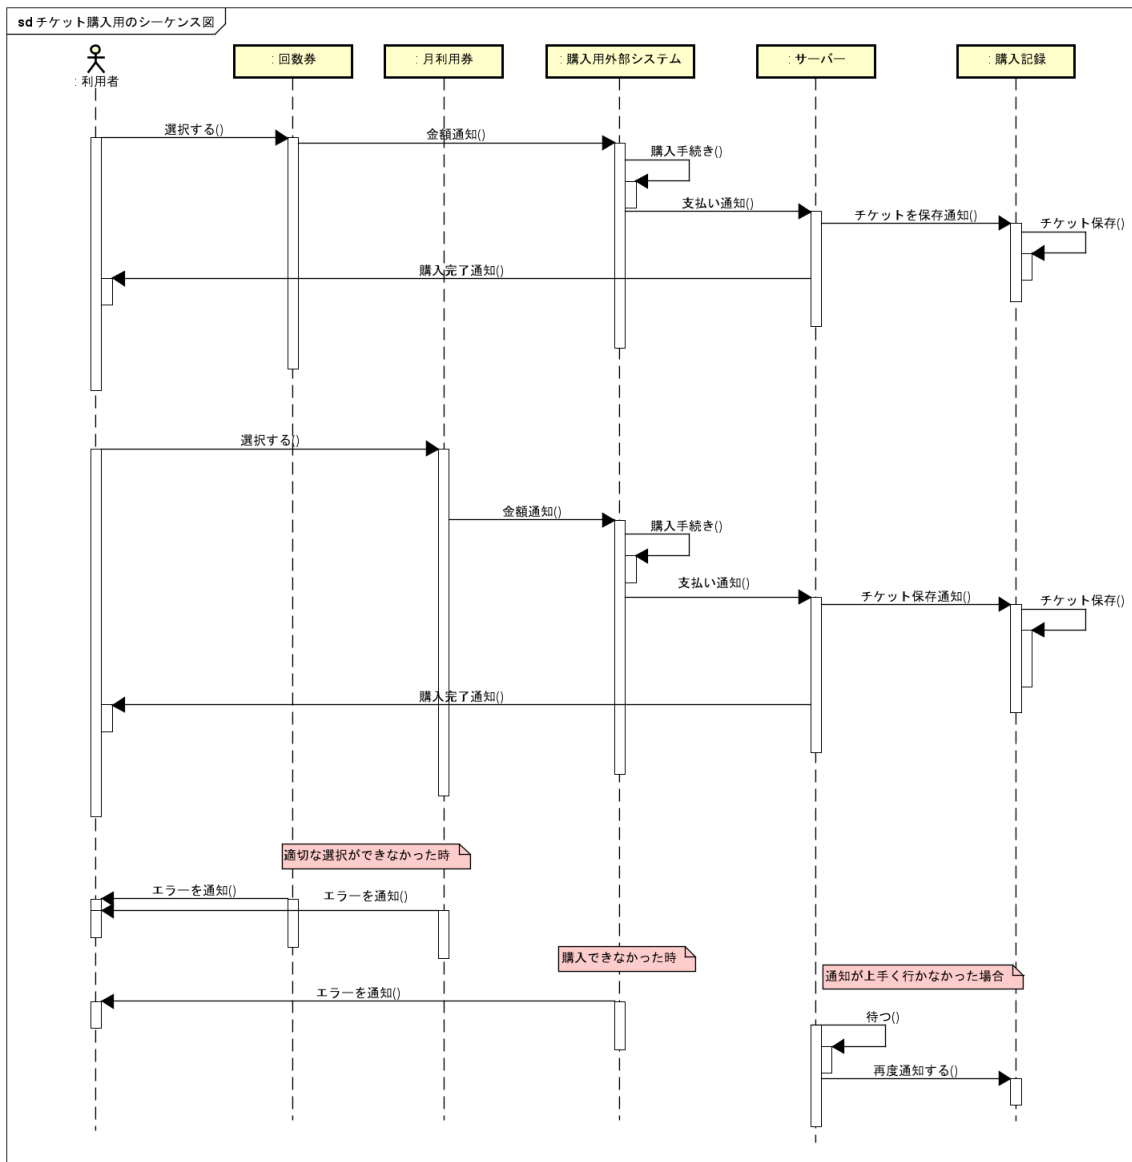 sd チケット購入用のシーケンス図
: 利用者
: 回数券
: 月利用券
: 購入用外部システム
: サーバー
: 購入記録
選択する()
金額通知()
購入手続き()
支払い通知()
チケットを保存通知()
チケット保存()
購入完了通知()
選択する()
金額通知()
購入手続き()
支払い通知()
チケット保存通知()
チケット保存()
購入完了通知()
適切な選択ができなかった時
エラーを通知()
エラーを通知()
購入できなかった時
通知が上手く行かなかった場合
エラーを通知()
待つ()
再度通知する()